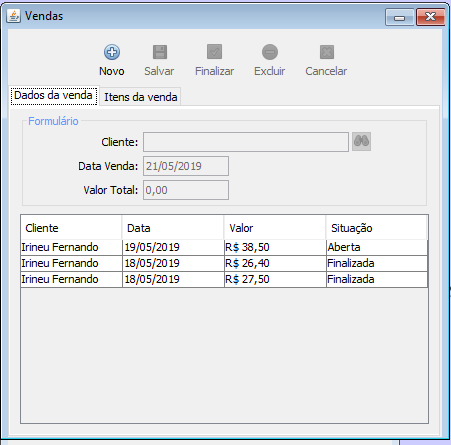 Vendas
Novo Salvar Finalizar Excluir Cancelar
Dados da venda Itens da venda
Formulário
Cliente:
Data Venda: 21/05/2019
Valor Total: 0,00
Cliente Data Valor Situação
Irineu Fernando 19/05/2019 R$ 38,50 Aberta
Irineu Fernando 18/05/2019 R$ 26,40 Finalizada
Irineu Fernando 18/05/2019 R$ 27,50 Finalizada